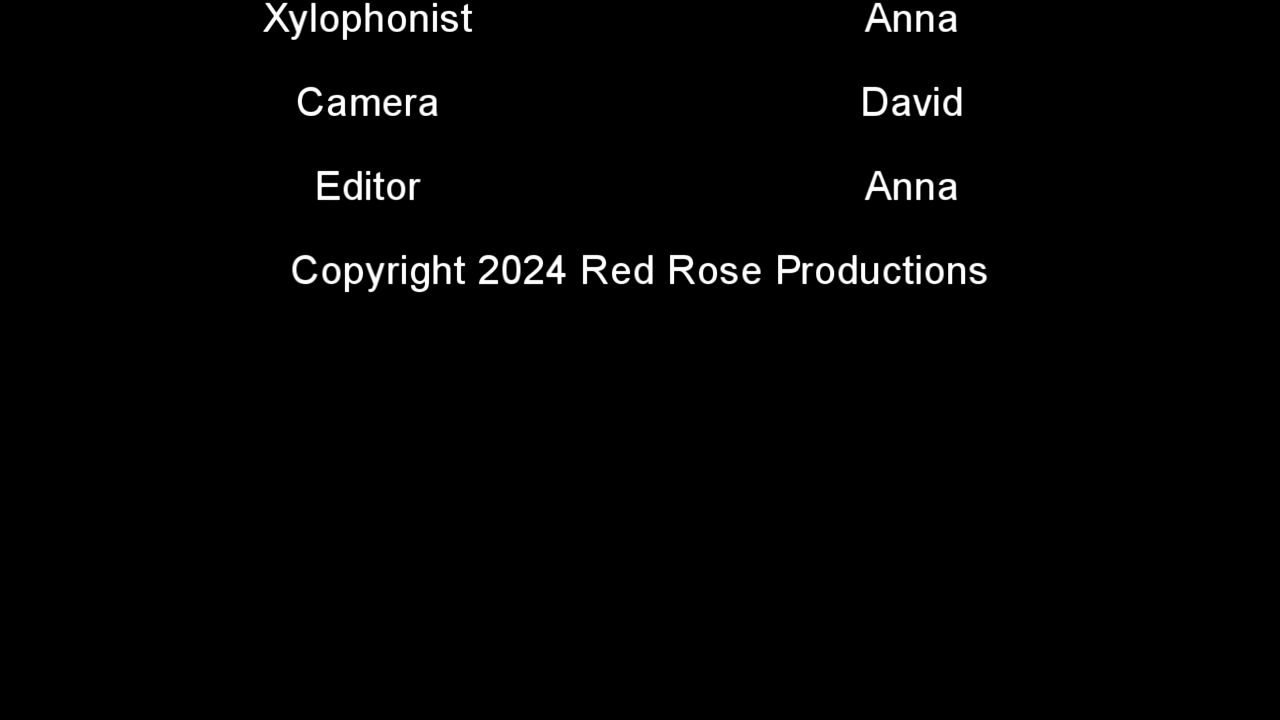 Xylophonist Anna
Camera David
Editor Anna
Copyright 2024 Red Rose Productions